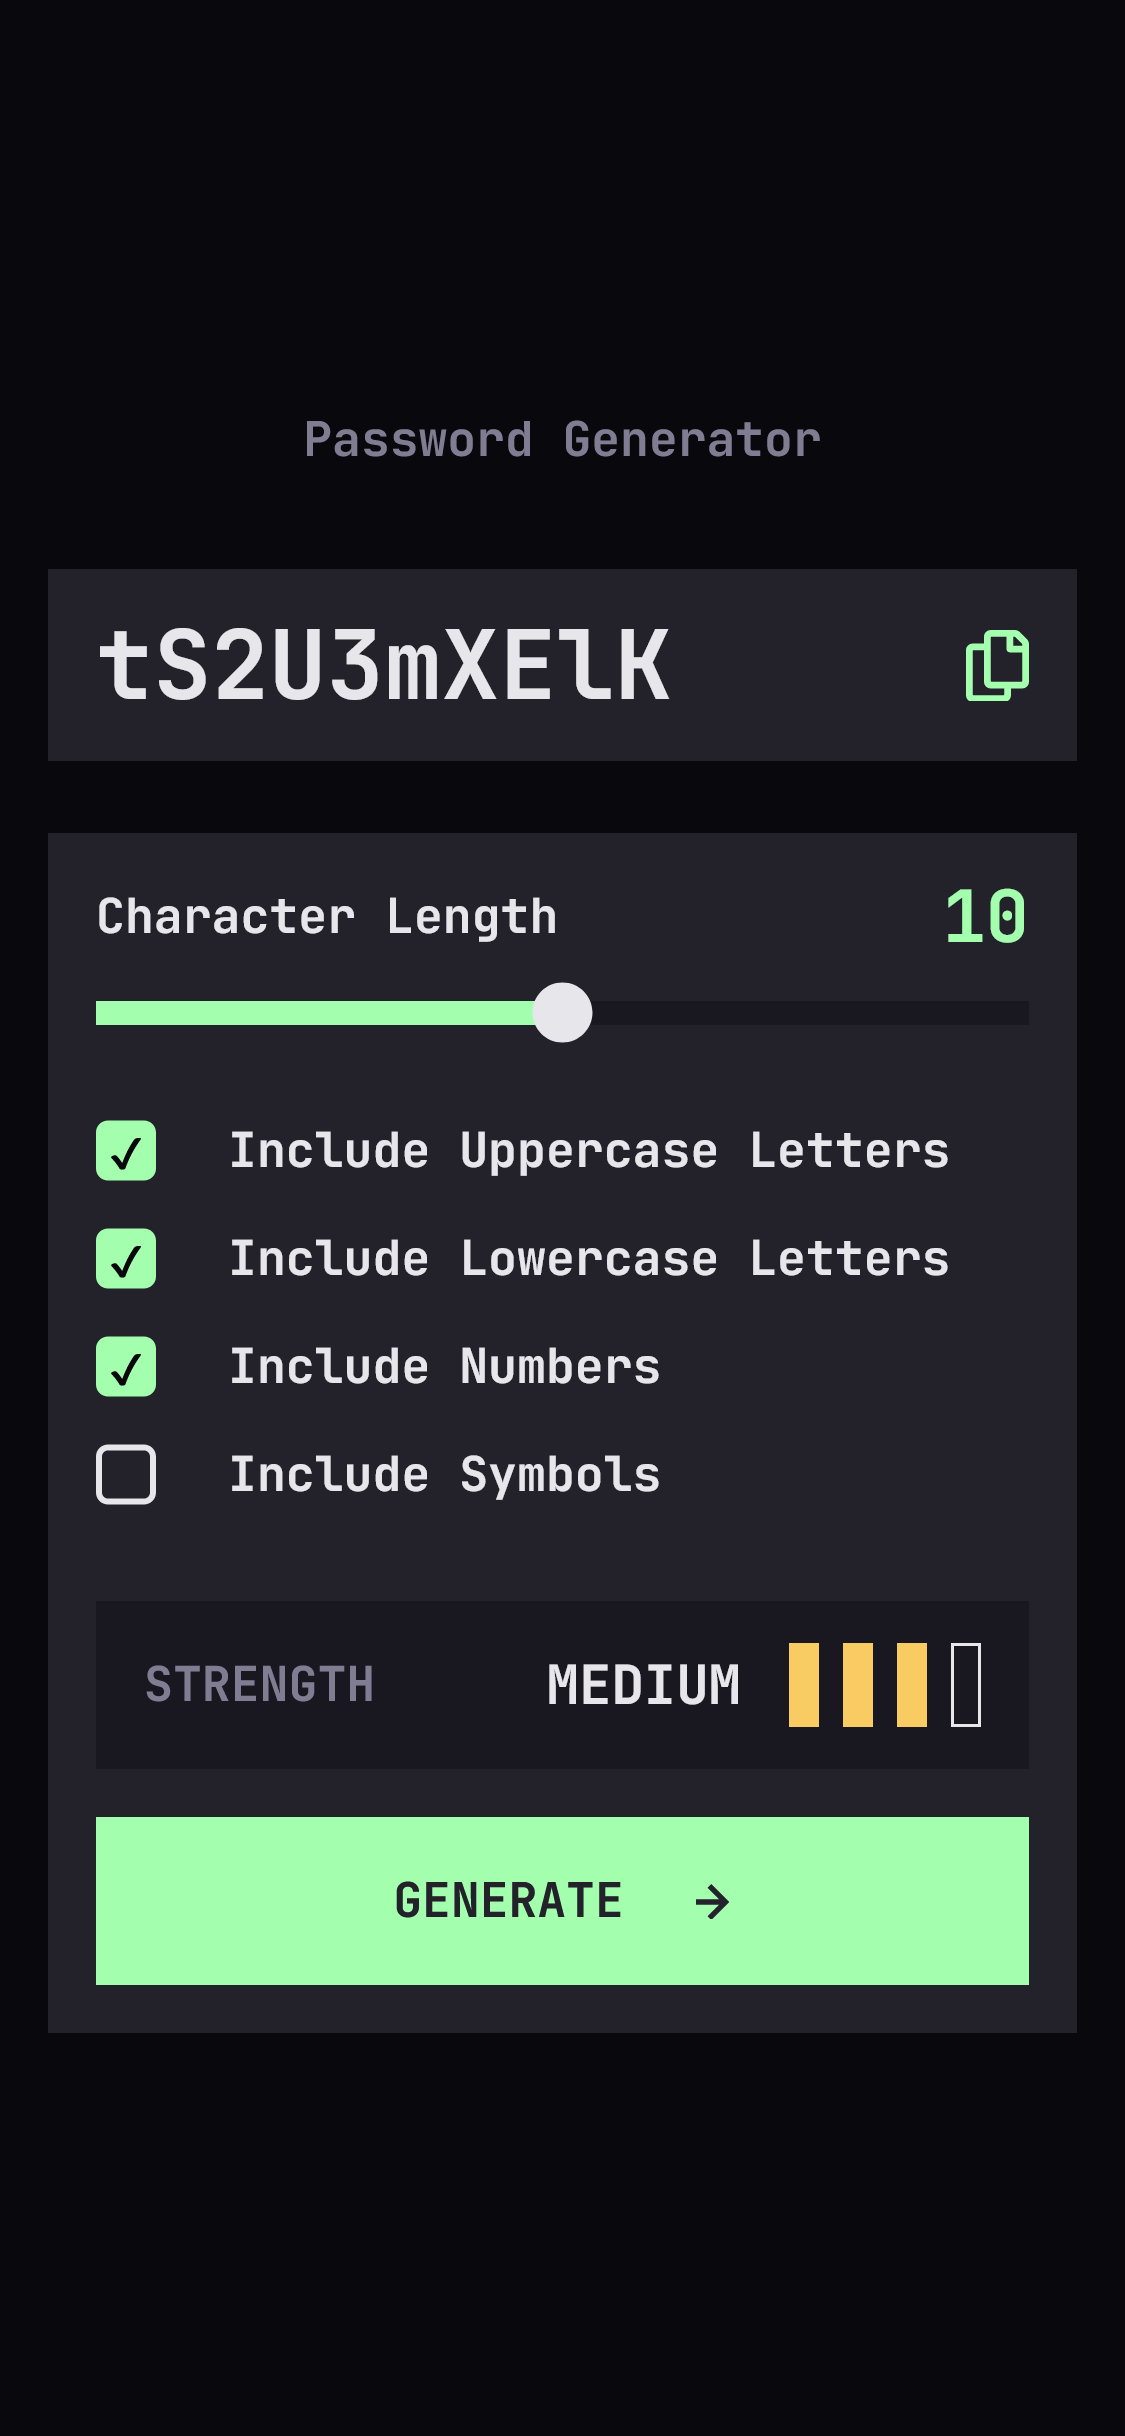 Password Generator
tS2U3mXElK
Character Length 10
Include Uppercase Letters
Include Lowercase Letters
Include Numbers
Include Symbols
STRENGTH MEDIUM
GENERATE →